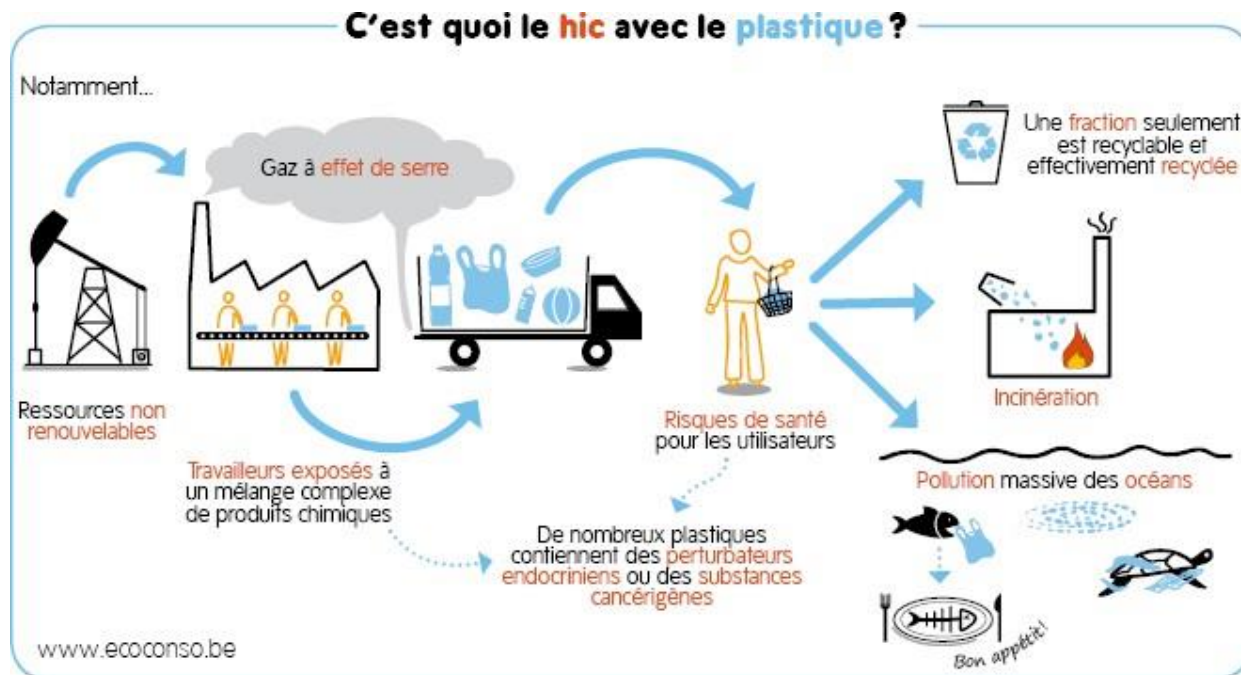 C'est quoi le hic avec le plastique ?
Notamment...
Gaz à effet de serre
Une fraction seulement
est recyclable et
effectivement recyclée
Ressources non
renouvelables
Travailleurs exposés à
un mélange complexe
de produits chimiques
Risques de santé
pour les utilisateurs
De nombreux plastiques
contiennent des perturbateurs
endocriniens ou des substances
cancérigènes
Incinération
Pollution massive des océans
Bon appétit!
www.ecoconso.be